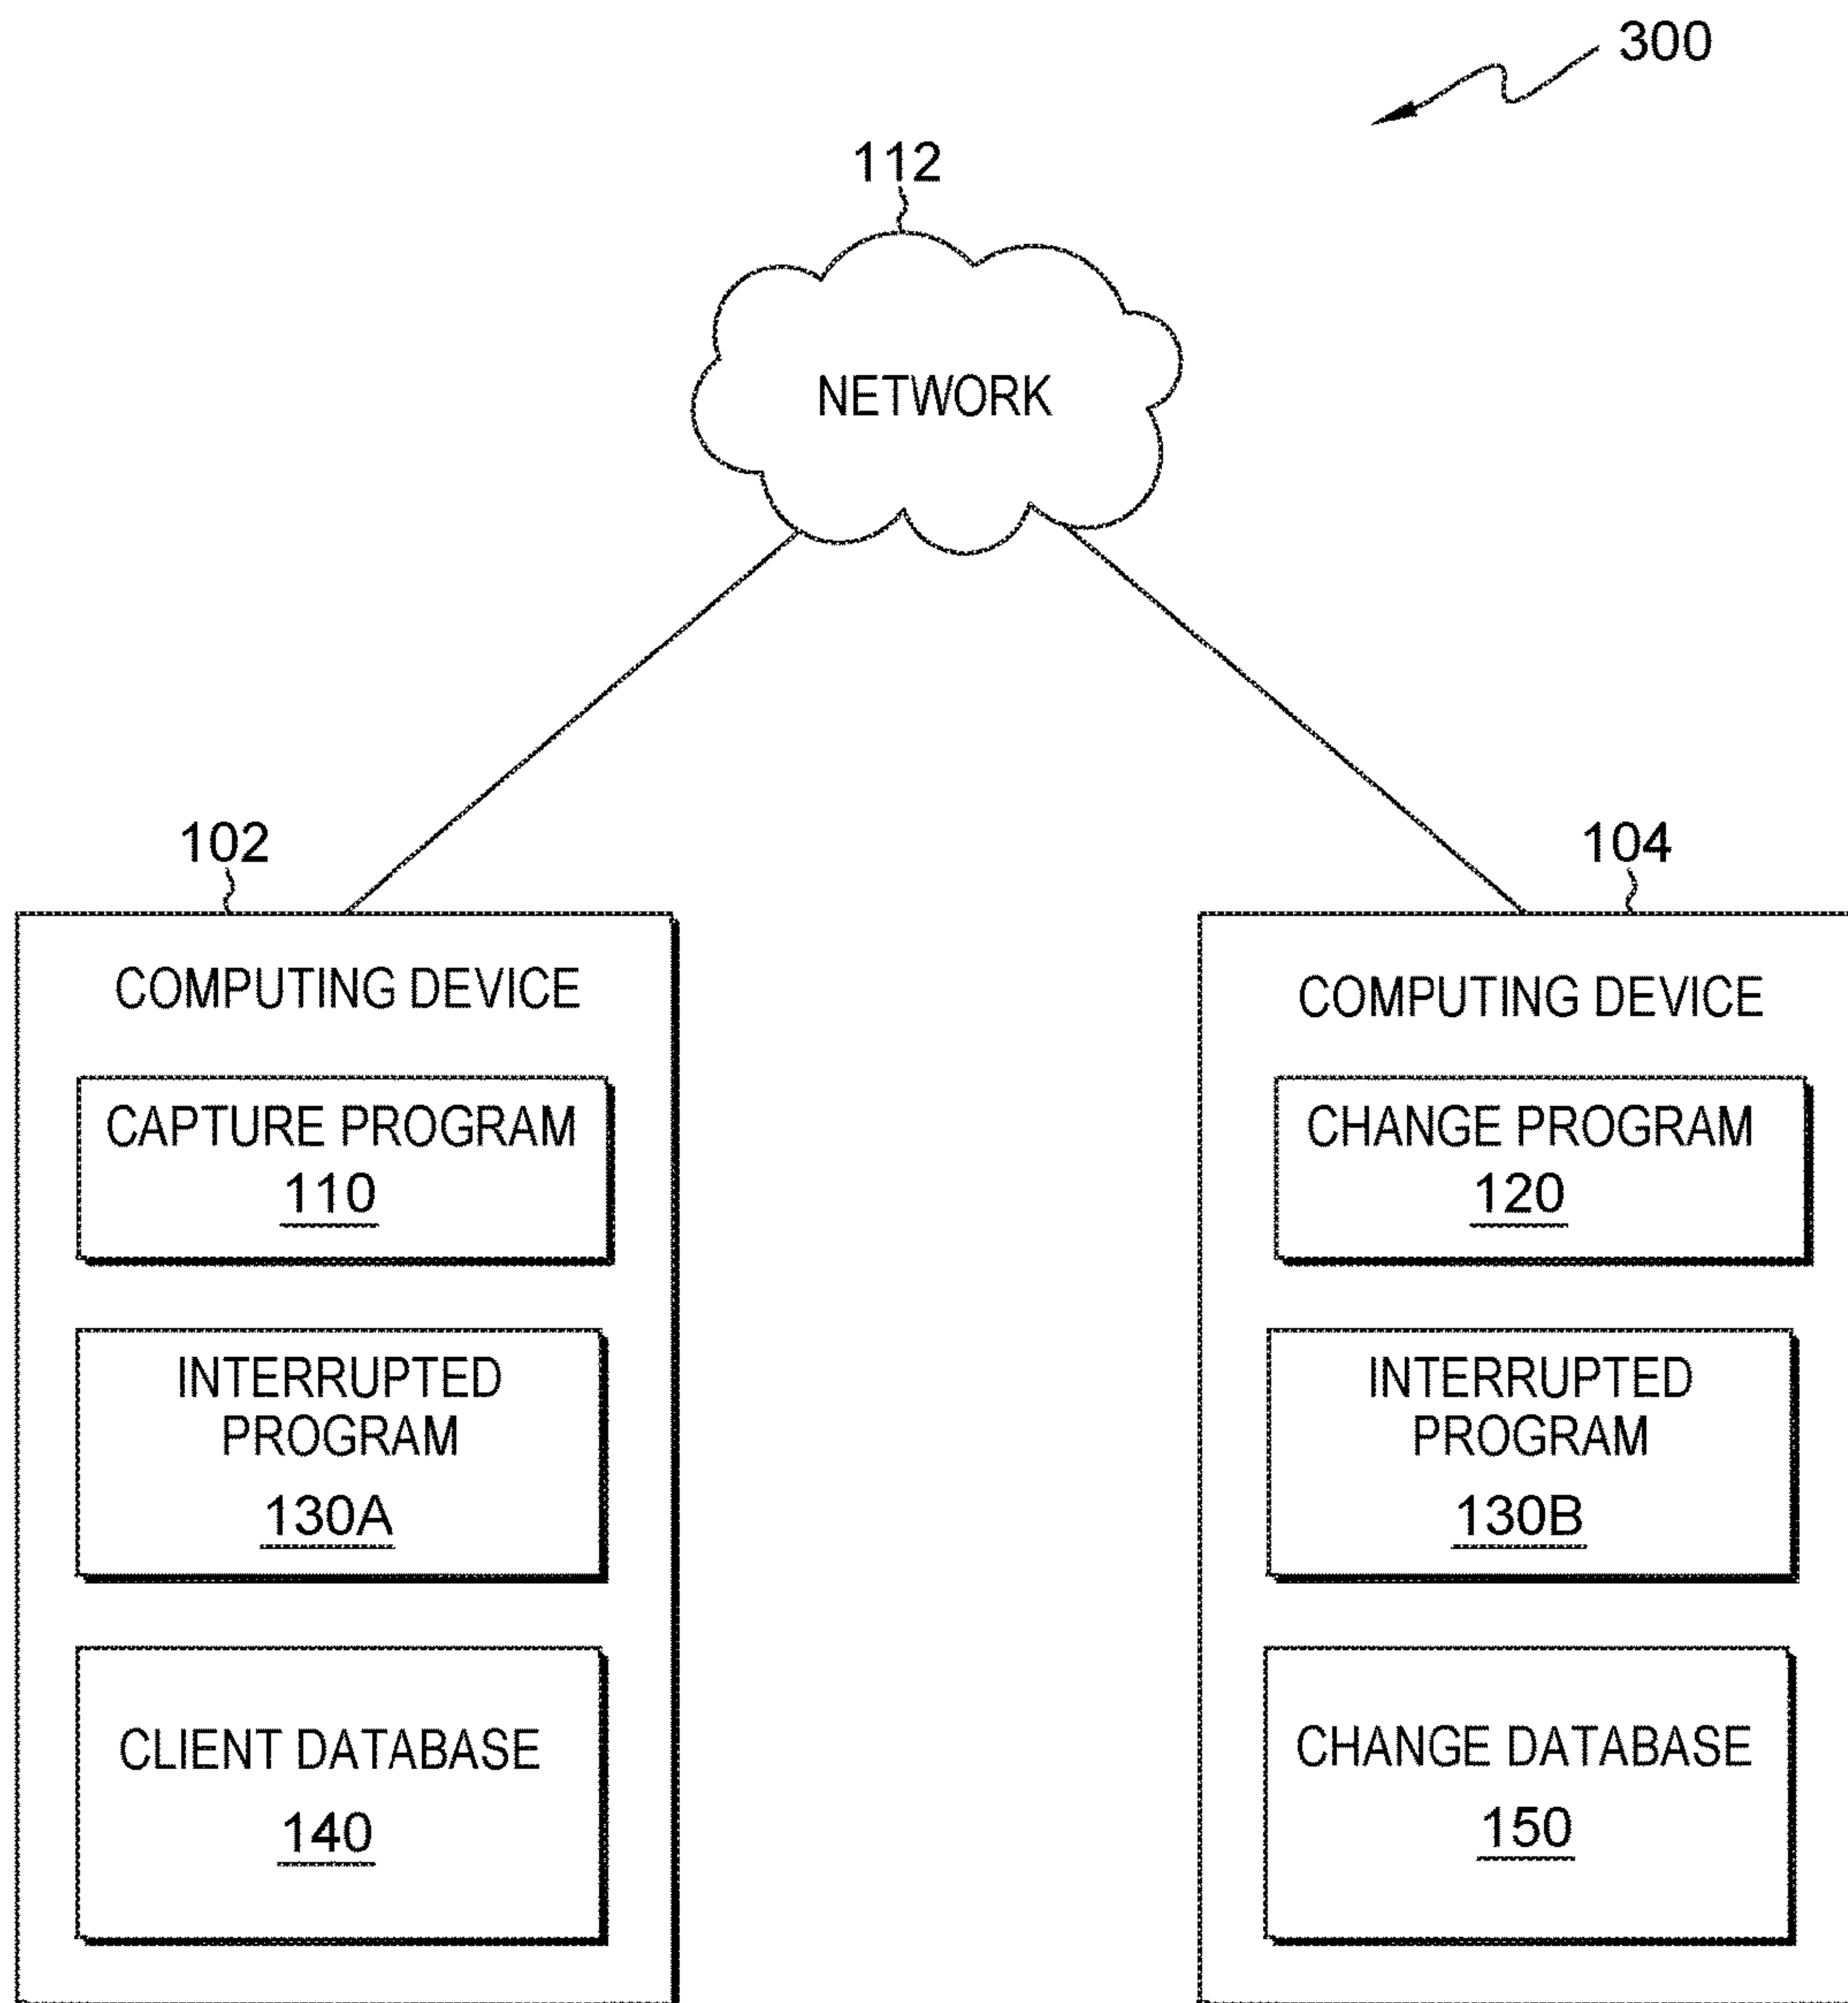 300
112
NETWORK
102
COMPUTING DEVICE
CAPTURE PROGRAM
110
INTERRUPTED
PROGRAM
130A
CLIENT DATABASE
140
104
COMPUTING DEVICE
CHANGE PROGRAM
120
INTERRUPTED
PROGRAM
130B
CHANGE DATABASE
150